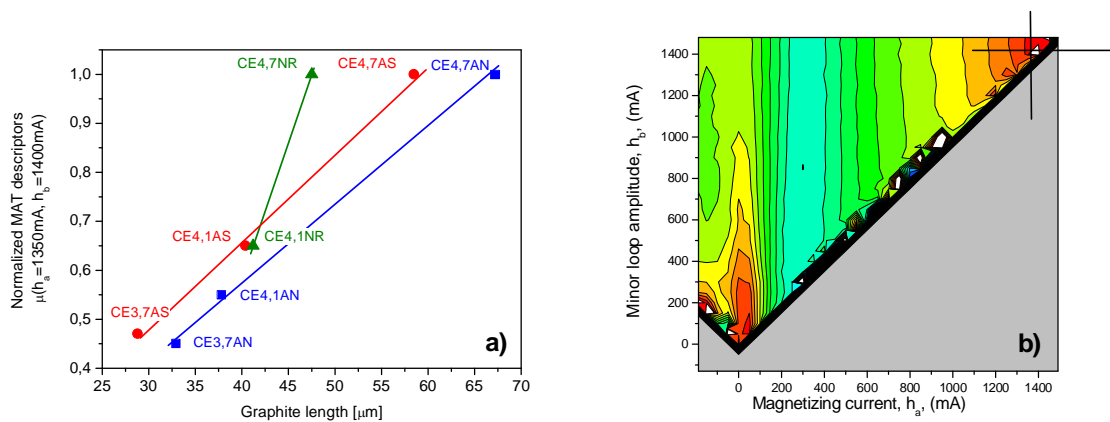 Normalized MAT descriptors
μ(hₐ=1350mA, h_b=1400mA)
1,0
0,9
0,8
0,7
0,6
0,5
0,4
CE4,7NR
CE4,7AS
CE4,7AN
CE4,1AS
CE4,1NR
CE3,7AS
CE4,1AN
CE3,7AN
a)
25 30 35 40 45 50 55 60 65 70
Graphite length [μm]
Minor loop amplitude, h_b, (mA)
1400
1200
1000
800
600
400
200
0
b)
0 200 400 600 800 1000 1200 1400
Magnetizing current, hₐ, (mA)